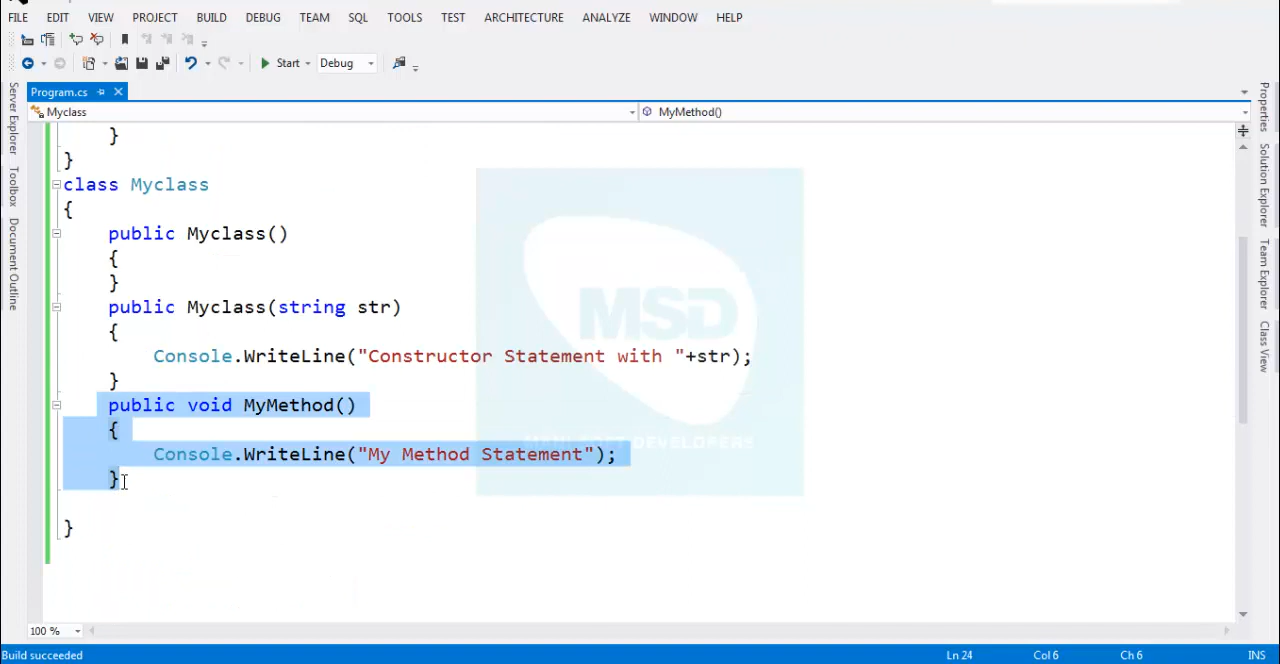 FILE EDIT VIEW PROJECT BUILD DEBUG TEAM SQL TOOLS TEST ARCHITECTURE ANALYZE WINDOW HELP
Start Debug
Program.cs
Myclass MyMethod()
}
}
class Myclass
{
public Myclass()
{
}
public Myclass(string str)
{
Console.WriteLine("Constructor Statement with "+str);
}
public void MyMethod()
{
Console.WriteLine("My Method Statement");
}
}
MSD
Server Explorer
Toolbox
Document Outline
Properties
Solution Explorer
Team Explorer
Class View
100 %
Build succeeded Ln 24 Col 6 Ch 6 INS